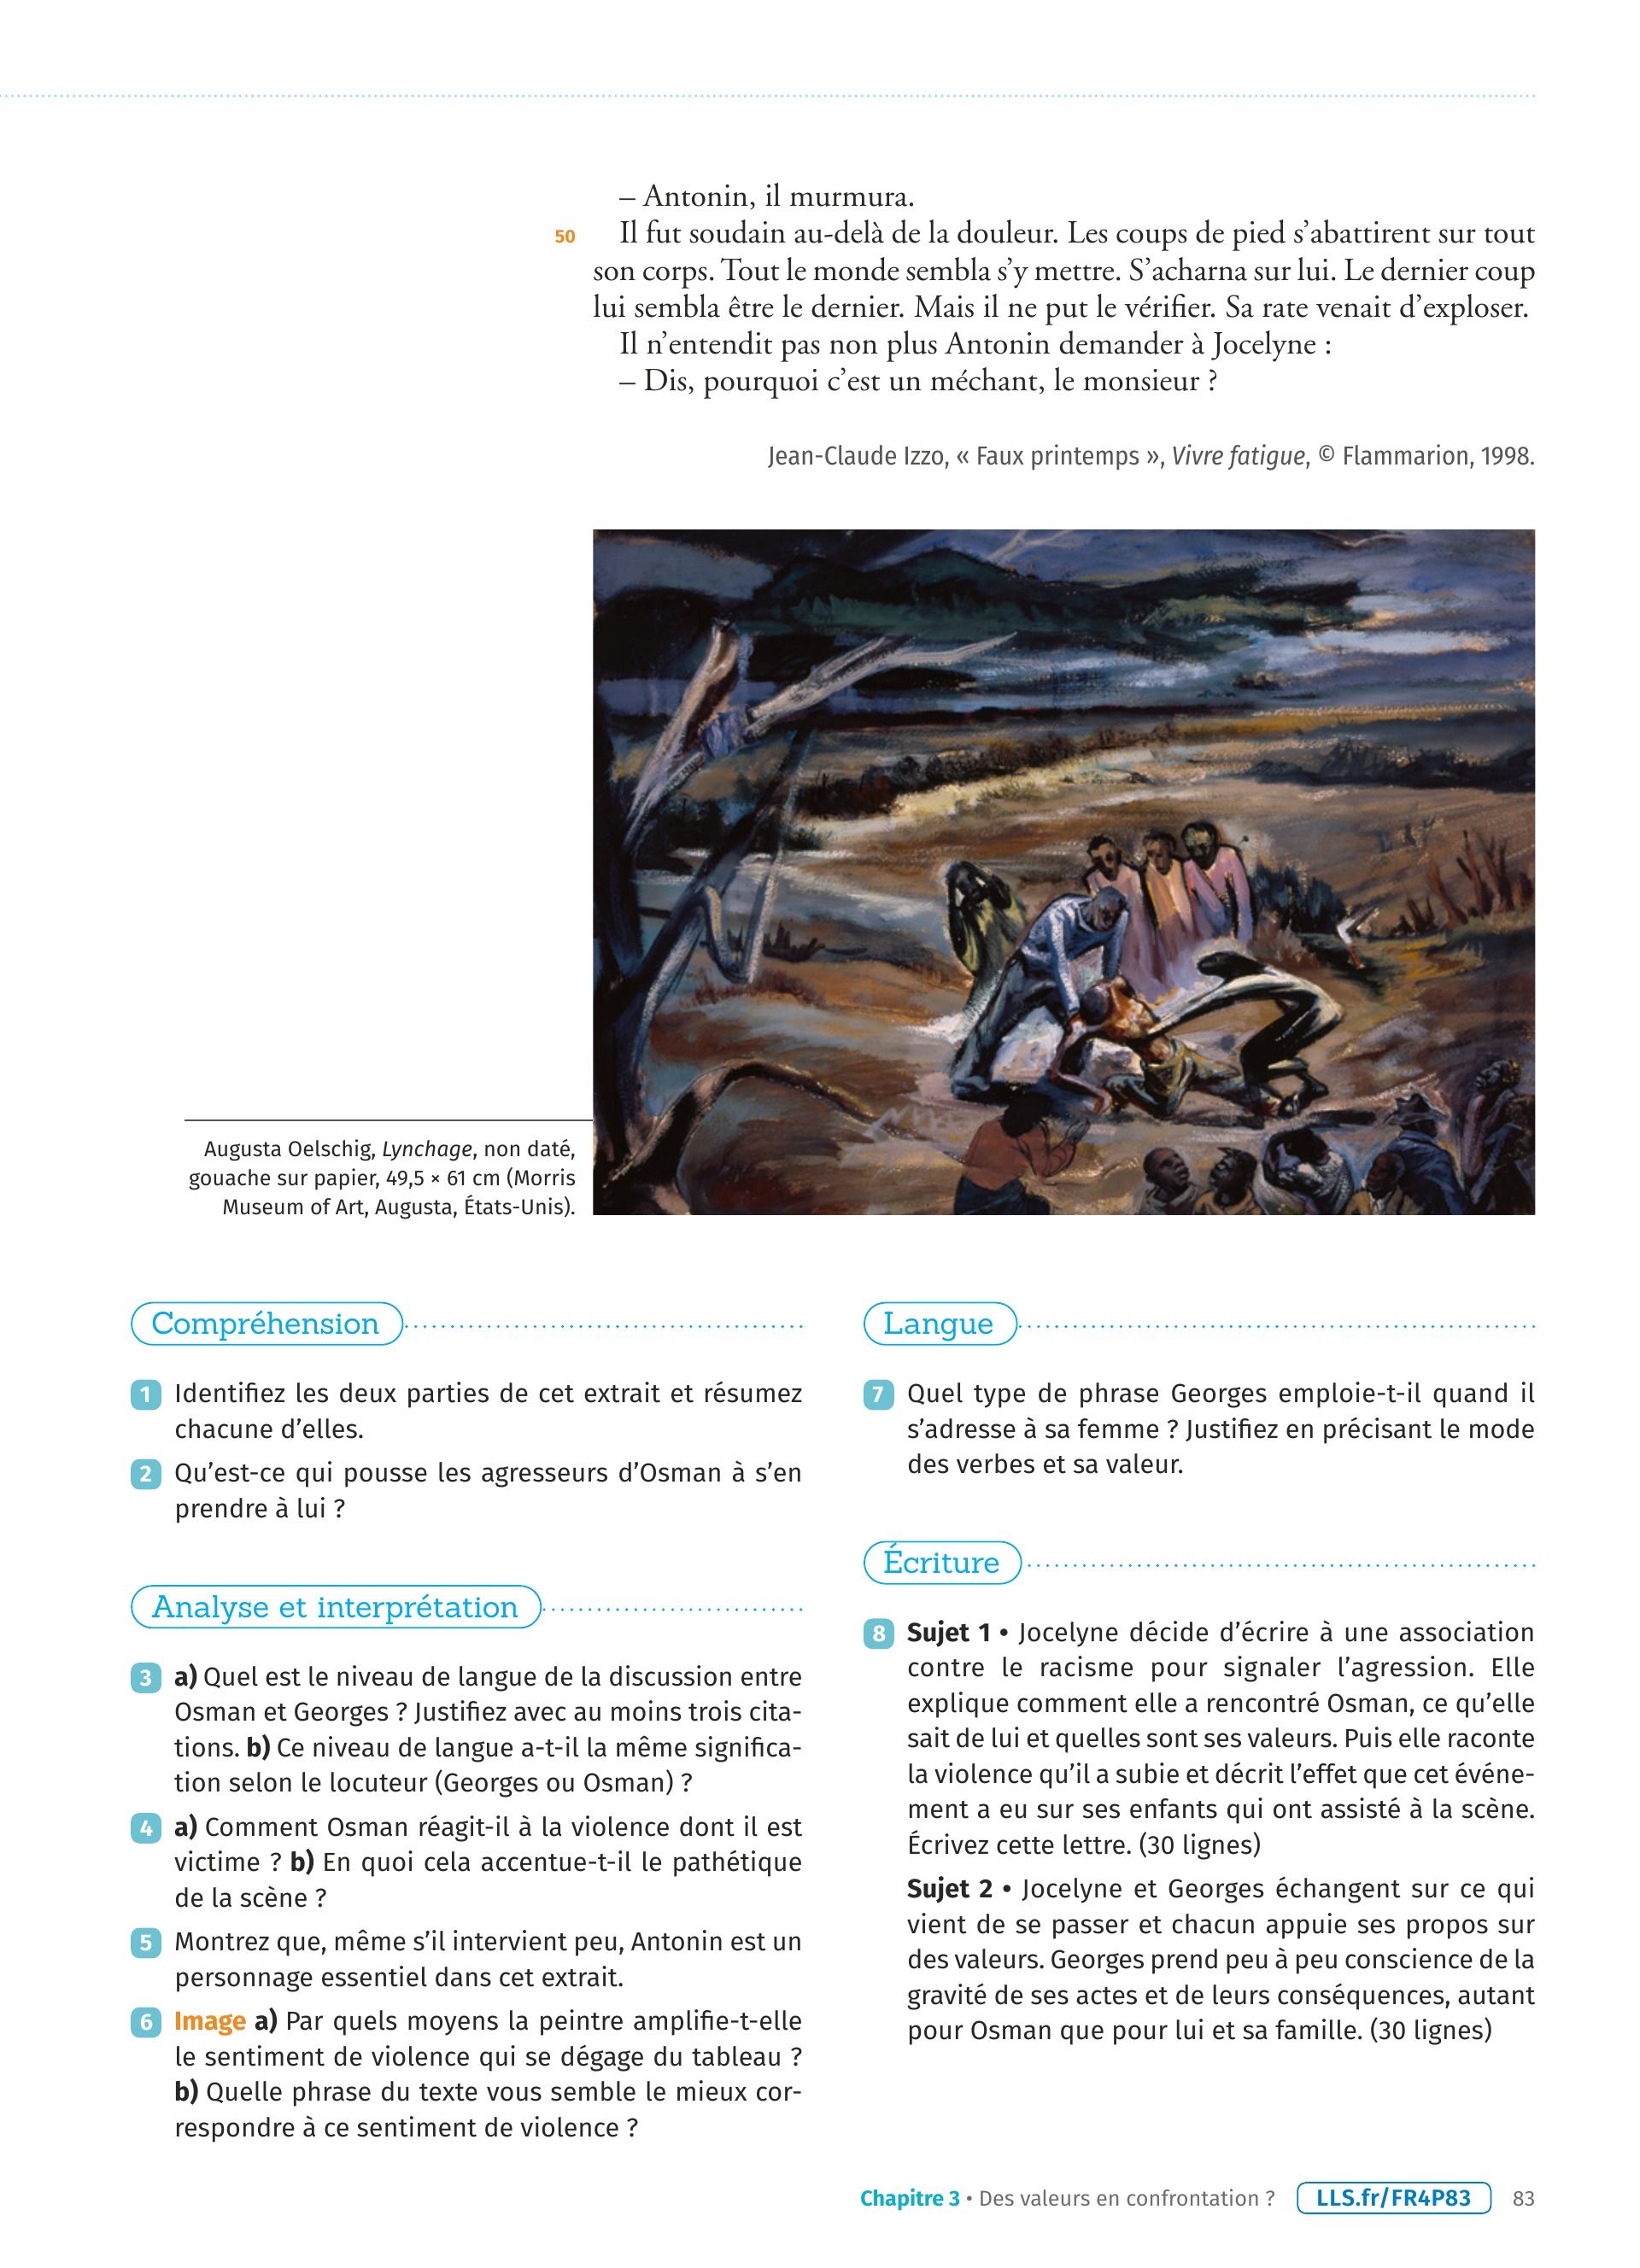 – Antonin, il murmura.
50 Il fut soudain au-delà de la douleur. Les coups de pied s’abattirent sur tout
son corps. Tout le monde sembla s’y mettre. S’acharna sur lui. Le dernier coup
lui sembla être le dernier. Mais il ne put le vérifier. Sa rate venait d’exploser.
Il n’entendit pas non plus Antonin demander à Jocelyne :
– Dis, pourquoi c’est un méchant, le monsieur ?
Jean-Claude Izzo, « Faux printemps », Vivre fatigue, © Flammarion, 1998.
Augusta Oelschig, Lynchage, non daté,
gouache sur papier, 49,5 × 61 cm (Morris
Museum of Art, Augusta, États-Unis).
Compréhension
1 Identifiez les deux parties de cet extrait et résumez
chacune d’elles.
2 Qu’est-ce qui pousse les agresseurs d’Osman à s’en
prendre à lui ?
Analyse et interprétation
3 a) Quel est le niveau de langue de la discussion entre
Osman et Georges ? Justifiez avec au moins trois cita-
tions. b) Ce niveau de langue a-t-il la même significa-
tion selon le locuteur (Georges ou Osman) ?
4 a) Comment Osman réagit-il à la violence dont il est
victime ? b) En quoi cela accentue-t-il le pathétique
de la scène ?
5 Montrez que, même s’il intervient peu, Antonin est un
personnage essentiel dans cet extrait.
6 Image a) Par quels moyens la peintre amplifie-t-elle
le sentiment de violence qui se dégage du tableau ?
b) Quelle phrase du texte vous semble le mieux cor-
respondre à ce sentiment de violence ?
Langue
7 Quel type de phrase Georges emploie-t-il quand il
s’adresse à sa femme ? Justifiez en précisant le mode
des verbes et sa valeur.
Écriture
8 Sujet 1 • Jocelyne décide d’écrire à une association
contre le racisme pour signaler l’agression. Elle
explique comment elle a rencontré Osman, ce qu’elle
sait de lui et quelles sont ses valeurs. Puis elle raconte
la violence qu’il a subie et décrit l’effet que cet événe-
ment a eu sur ses enfants qui ont assisté à la scène.
Écrivez cette lettre. (30 lignes)
Sujet 2 • Jocelyne et Georges échangent sur ce qui
vient de se passer et chacun appuie ses propos sur
des valeurs. Georges prend peu à peu conscience de la
gravité de ses actes et de leurs conséquences, autant
pour Osman que pour lui et sa famille. (30 lignes)
Chapitre 3 • Des valeurs en confrontation ? LLS.fr/FR4P83 83